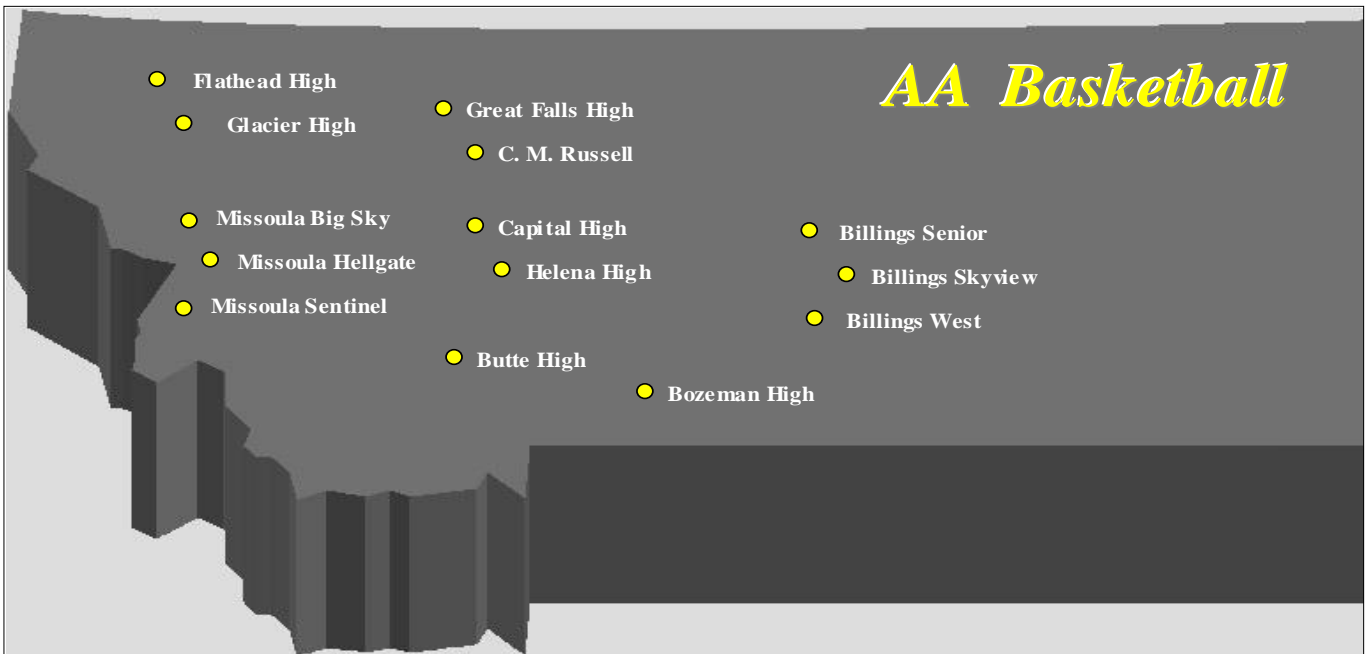 AA Basketball
Flathead High
Glacier High
Great Falls High
C. M. Russell
Missoula Big Sky
Missoula Hellgate
Missoula Sentinel
Capital High
Helena High
Billings Senior
Billings Skyview
Billings West
Butte High
Bozeman High